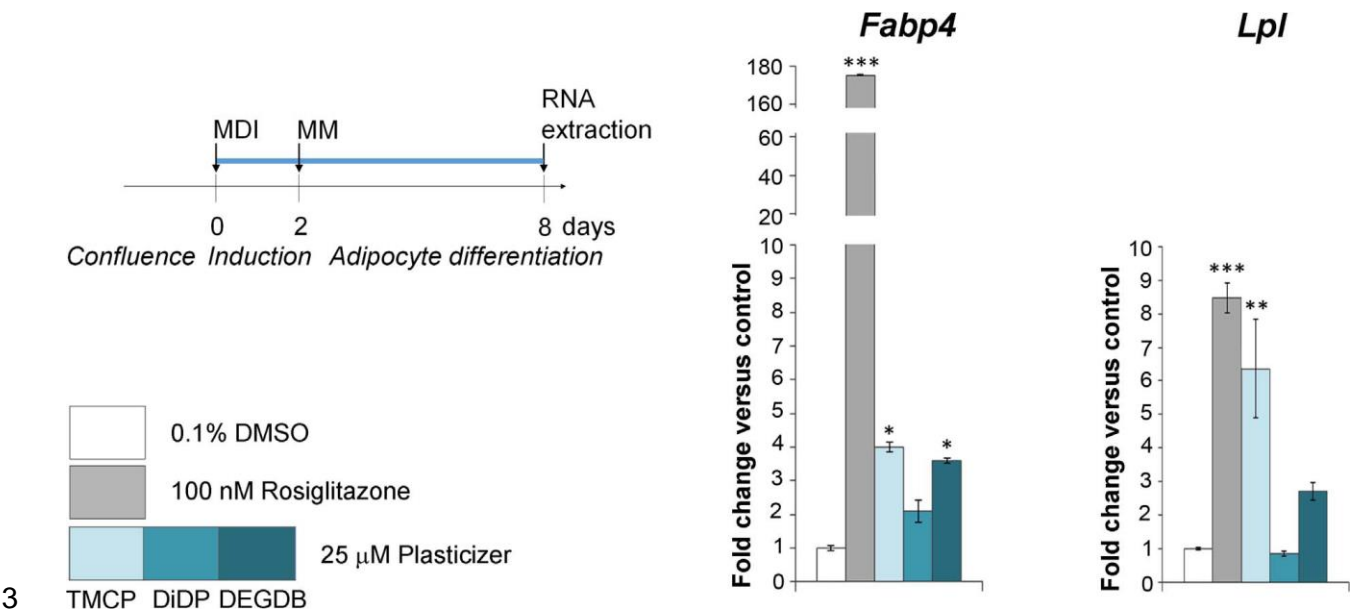 MDI
MM
RNA
extraction
0
2
8 days
Confluence Induction Adipocyte differentiation
0.1% DMSO
100 nM Rosiglitazone
25 µM Plasticizer
TMCP DiDP DEGDB
3
Fabp4
Fold change versus control
180
160
60
40
20
10
9
8
7
6
5
4
3
2
1
0
***
*
*
Lpl
Fold change versus control
10
9
8
7
6
5
4
3
2
1
0
***
**